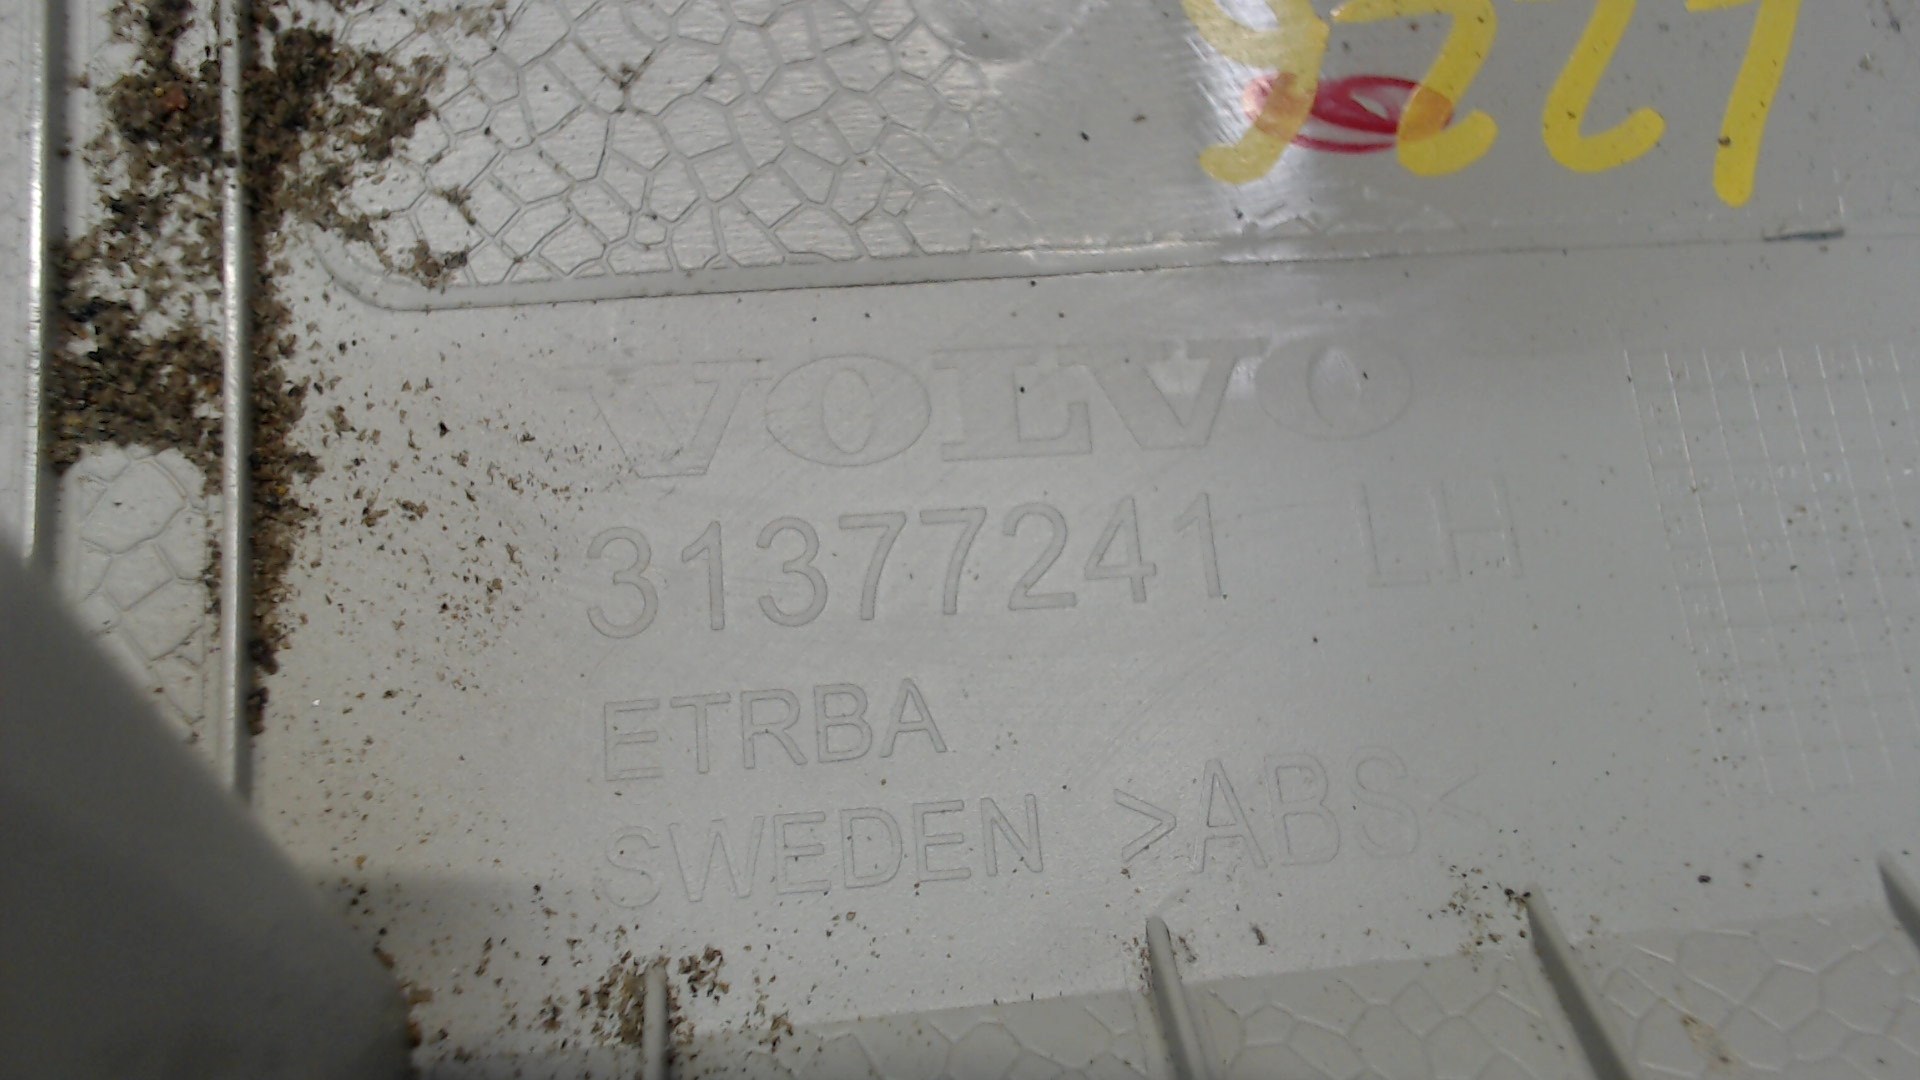 VOLVO
31377241 LH
ETRBA
SWEDEN >ABS<